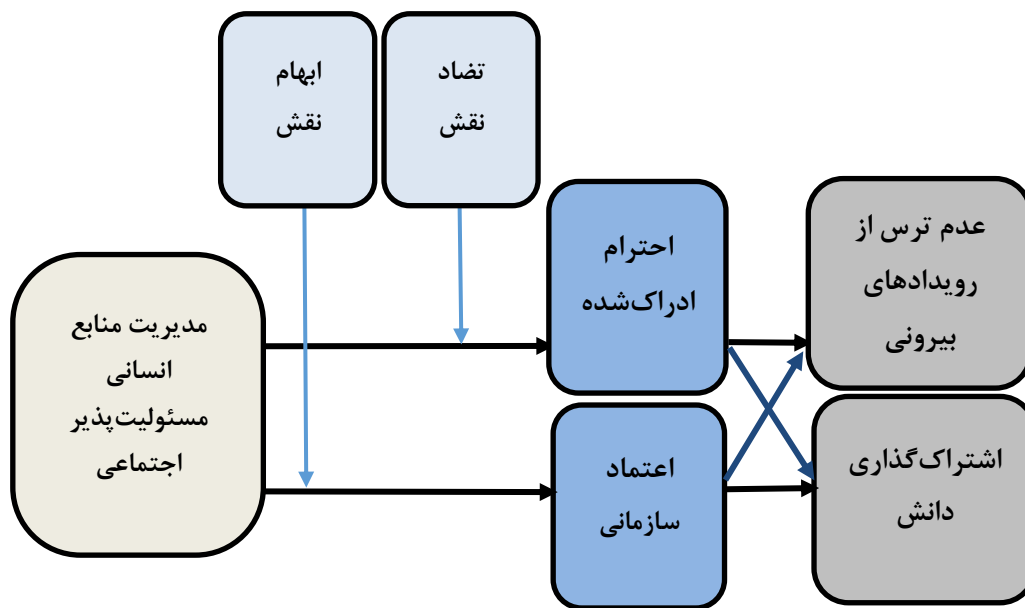 ابهام
نقش
تضاد
نقش
احترام
ادراک‌شده
عدم ترس از
رویدادهای
بیرونی
مدیریت منابع
انسانی
مسئولیت‌پذیر
اجتماعی
اعتماد
سازمانی
اشتراک‌گذاری
دانش